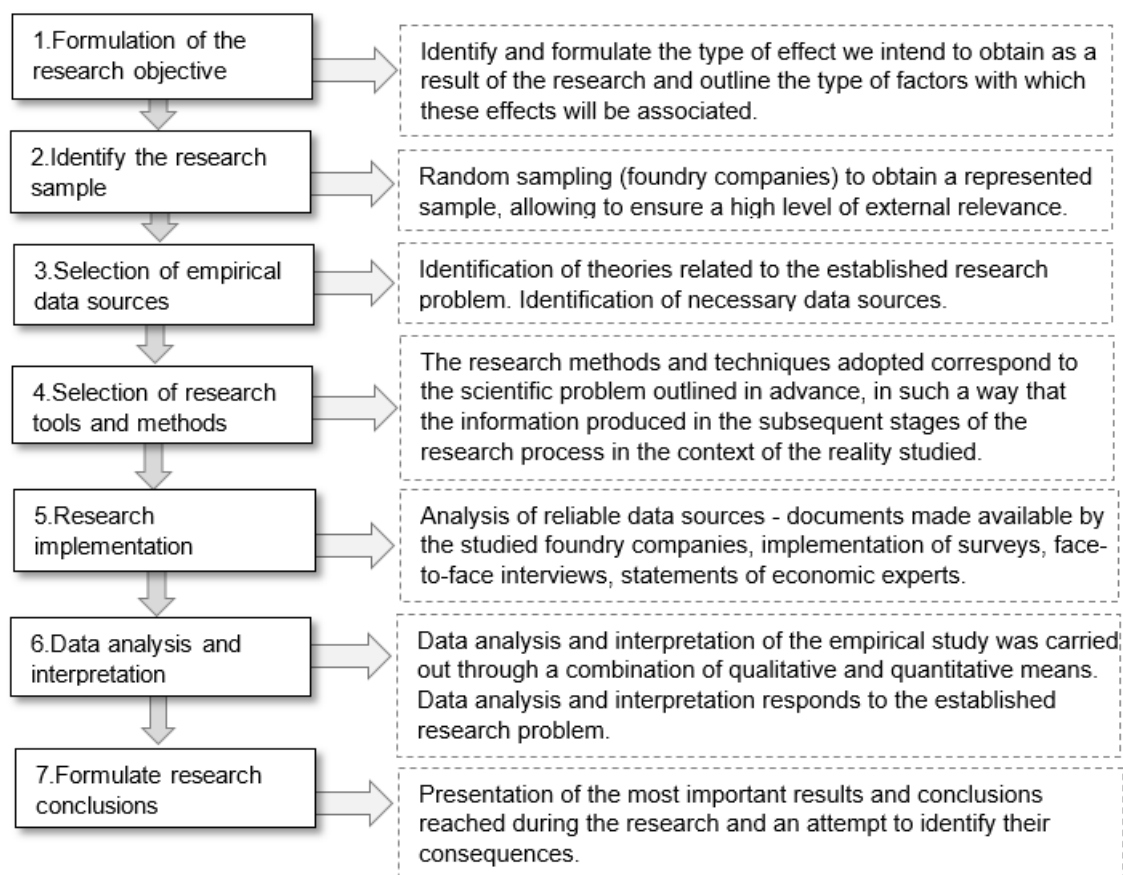 1.Formulation of the
research objective
Identify and formulate the type of effect we intend to obtain as a
result of the research and outline the type of factors with which
these effects will be associated.
2.Identify the research
sample
Random sampling (foundry companies) to obtain a represented
sample, allowing to ensure a high level of external relevance.
3.Selection of empirical
data sources
Identification of theories related to the established research
problem. Identification of necessary data sources.
4.Selection of research
tools and methods
The research methods and techniques adopted correspond to
the scientific problem outlined in advance, in such a way that
the information produced in the subsequent stages of the
research process in the context of the reality studied.
5.Research
implementation
Analysis of reliable data sources - documents made available by
the studied foundry companies, implementation of surveys, face-
to-face interviews, statements of economic experts.
6.Data analysis and
interpretation
Data analysis and interpretation of the empirical study was carried
out through a combination of qualitative and quantitative means.
Data analysis and interpretation responds to the established
research problem.
7.Formulate research
conclusions
Presentation of the most important results and conclusions
reached during the research and an attempt to identify their
consequences.